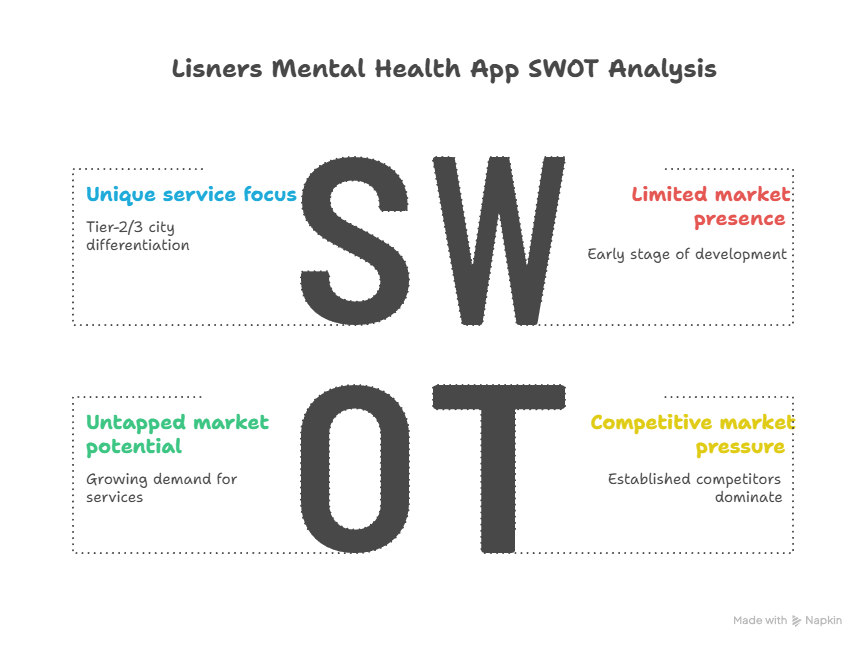 Lisners Mental Health App SWOT Analysis
S W
Unique service focus
Tier-2/3 city
differentiation
Limited market
presence
Early stage of development
O T
Untapped market
potential
Growing demand for
services
Competitive market
pressure
Established competitors
dominate
Made with Napkin